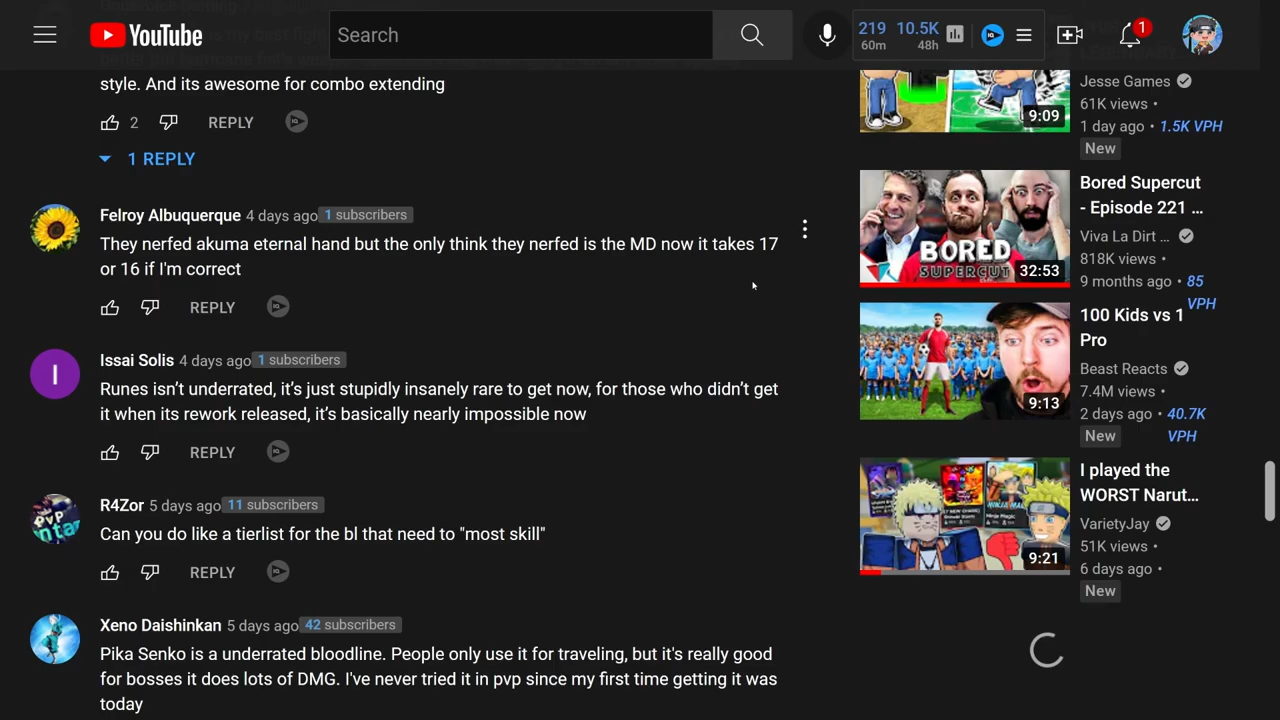 YouTube
Search
219
60m
10.5K
48h
1
style. And its awesome for combo extending
2
REPLY
1 REPLY
Felroy Albuquerque 4 days ago 1 subscribers
They nerfed akuma eternal hand but the only think they nerfed is the MD now it takes 17
or 16 if I'm correct
REPLY
Issai Solis 4 days ago 1 subscribers
Runes isn't underrated, it's just stupidly insanely rare to get now, for those who didn't get
it when its rework released, it's basically nearly impossible now
REPLY
R4Zor 5 days ago 11 subscribers
Can you do like a tierlist for the bl that need to "most skill"
REPLY
Xeno Daishinkan 5 days ago 42 subscribers
Pika Senko is a underrated bloodline. People only use it for traveling, but it's really good
for bosses it does lots of DMG. I've never tried it in pvp since my first time getting it was
today
9:09
Jesse Games
61K views •
1 day ago • 1.5K VPH
New
BORED
SUPERCUT
32:53
Bored Supercut
- Episode 221 ...
Viva La Dirt ...
818K views •
9 months ago • 85
VPH
9:13
100 Kids vs 1
Pro
Beast Reacts
7.4M views •
2 days ago • 40.7K
New
VPH
9:21
I played the
WORST Narut...
VarietyJay
51K views •
6 days ago •
New